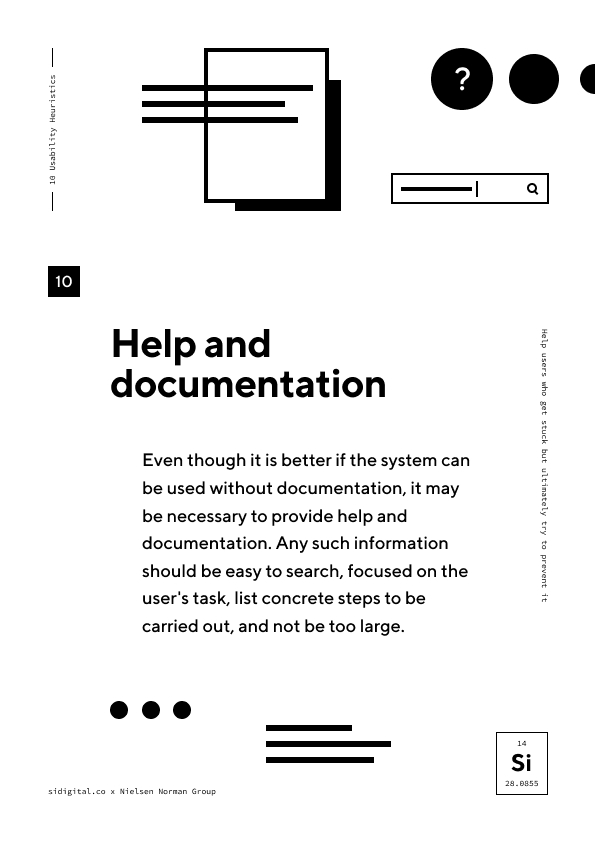 10 Usability Heuristics
?
10
Help and
documentation
Help users who get stuck but ultimately try to prevent it
Even though it is better if the system can
be used without documentation, it may
be necessary to provide help and
documentation. Any such information
should be easy to search, focused on the
user's task, list concrete steps to be
carried out, and not be too large.
14
Si
28.0855
sidigital.co x Nielsen Norman Group